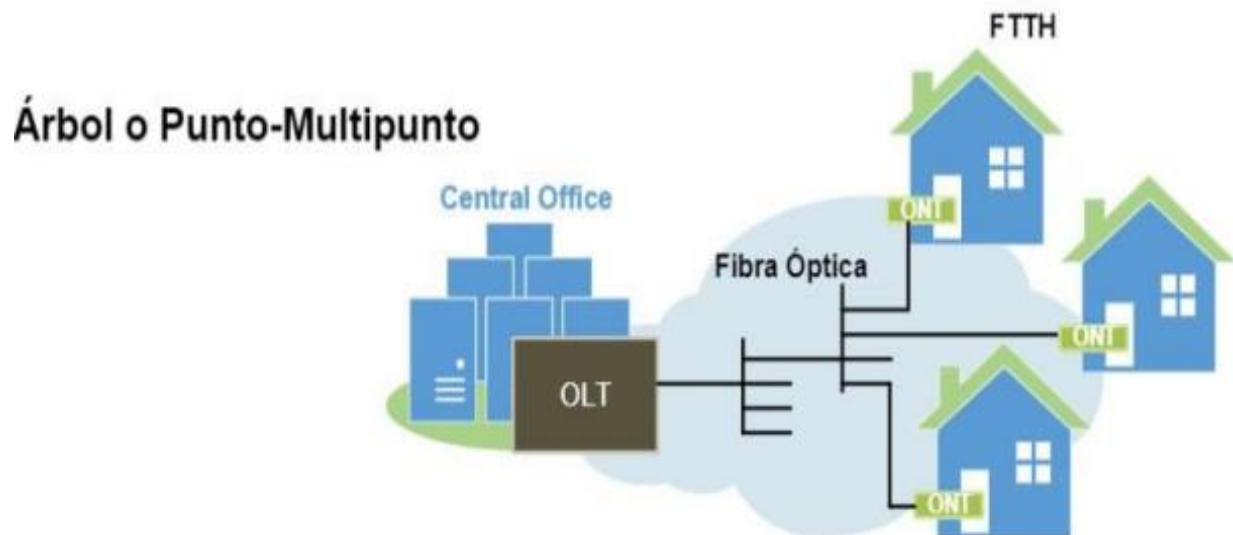 FTTH
Árbol o Punto-Multipunto
Central Office
ONT
Fibra Óptica
ONT
OLT
ONT